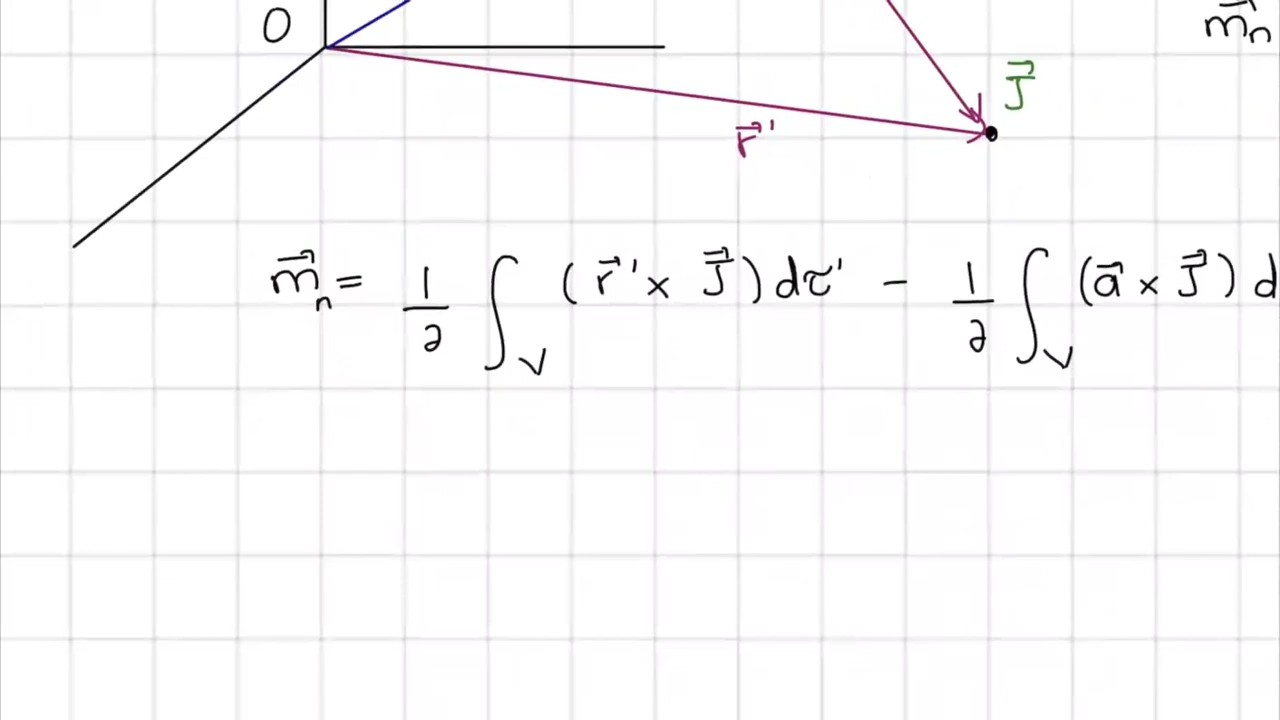 O
m⃗n
J⃗
r⃗'
m⃗n = 1/2 ∫V (r⃗' × J⃗) dτ' - 1/2 ∫V (a⃗ × J⃗) d